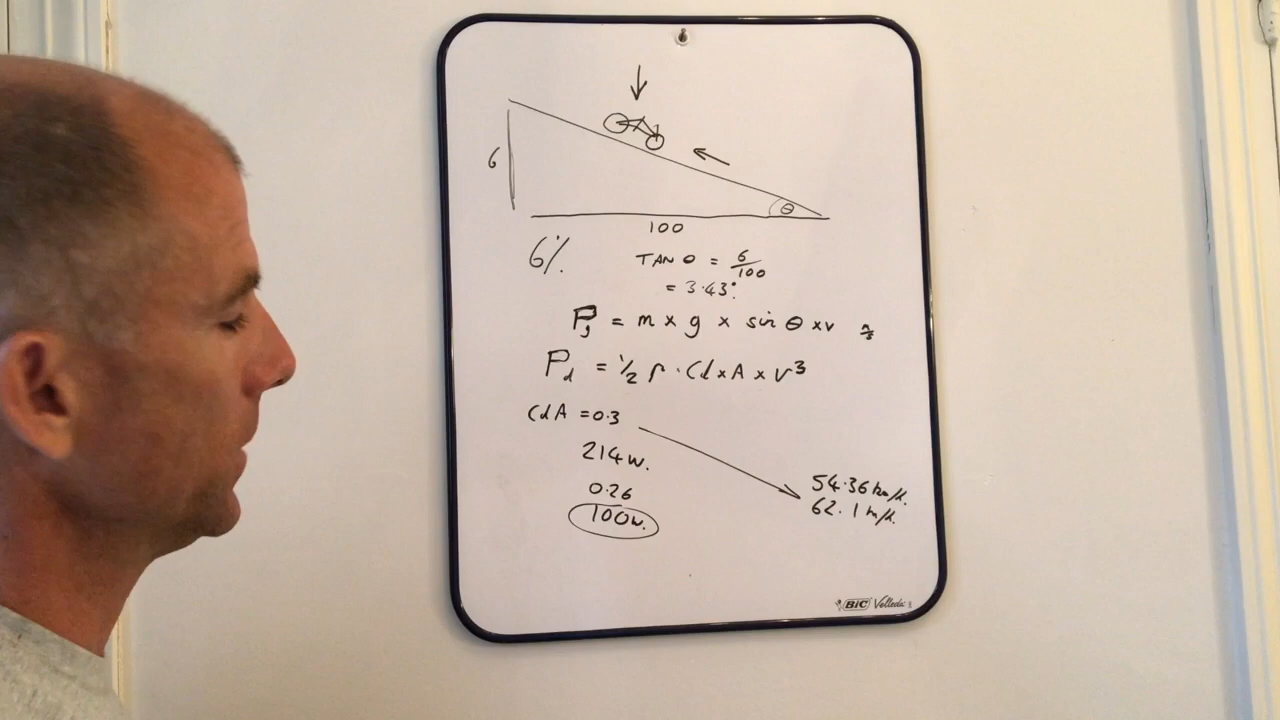 6
θ
100
6%
TAN θ = 6/100
= 3.43°
Pg = m x g x sin θ x v
Pd = 1/2 ρ · Cd x A x v³
CdA = 0.3
214w.
0.26
100w.
54.36 km/h.
62.1 m/h.
BIC Velleda